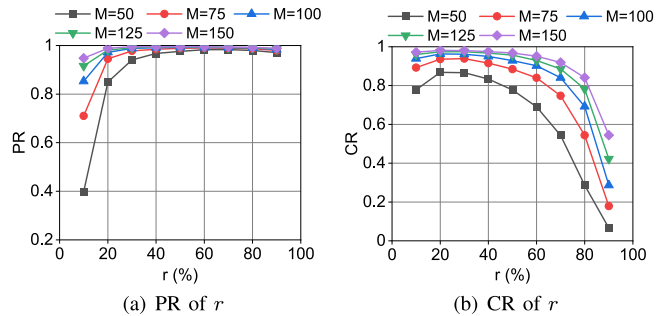 M=50 M=75 M=100
M=125 M=150
1
0.8
0.6
0.4
0.2
PR
0 20 40 60 80 100
r (%)
(a) PR of r
M=50 M=75 M=100
M=125 M=150
1
0.8
0.6
0.4
0.2
0
CR
0 20 40 60 80 100
r (%)
(b) CR of r